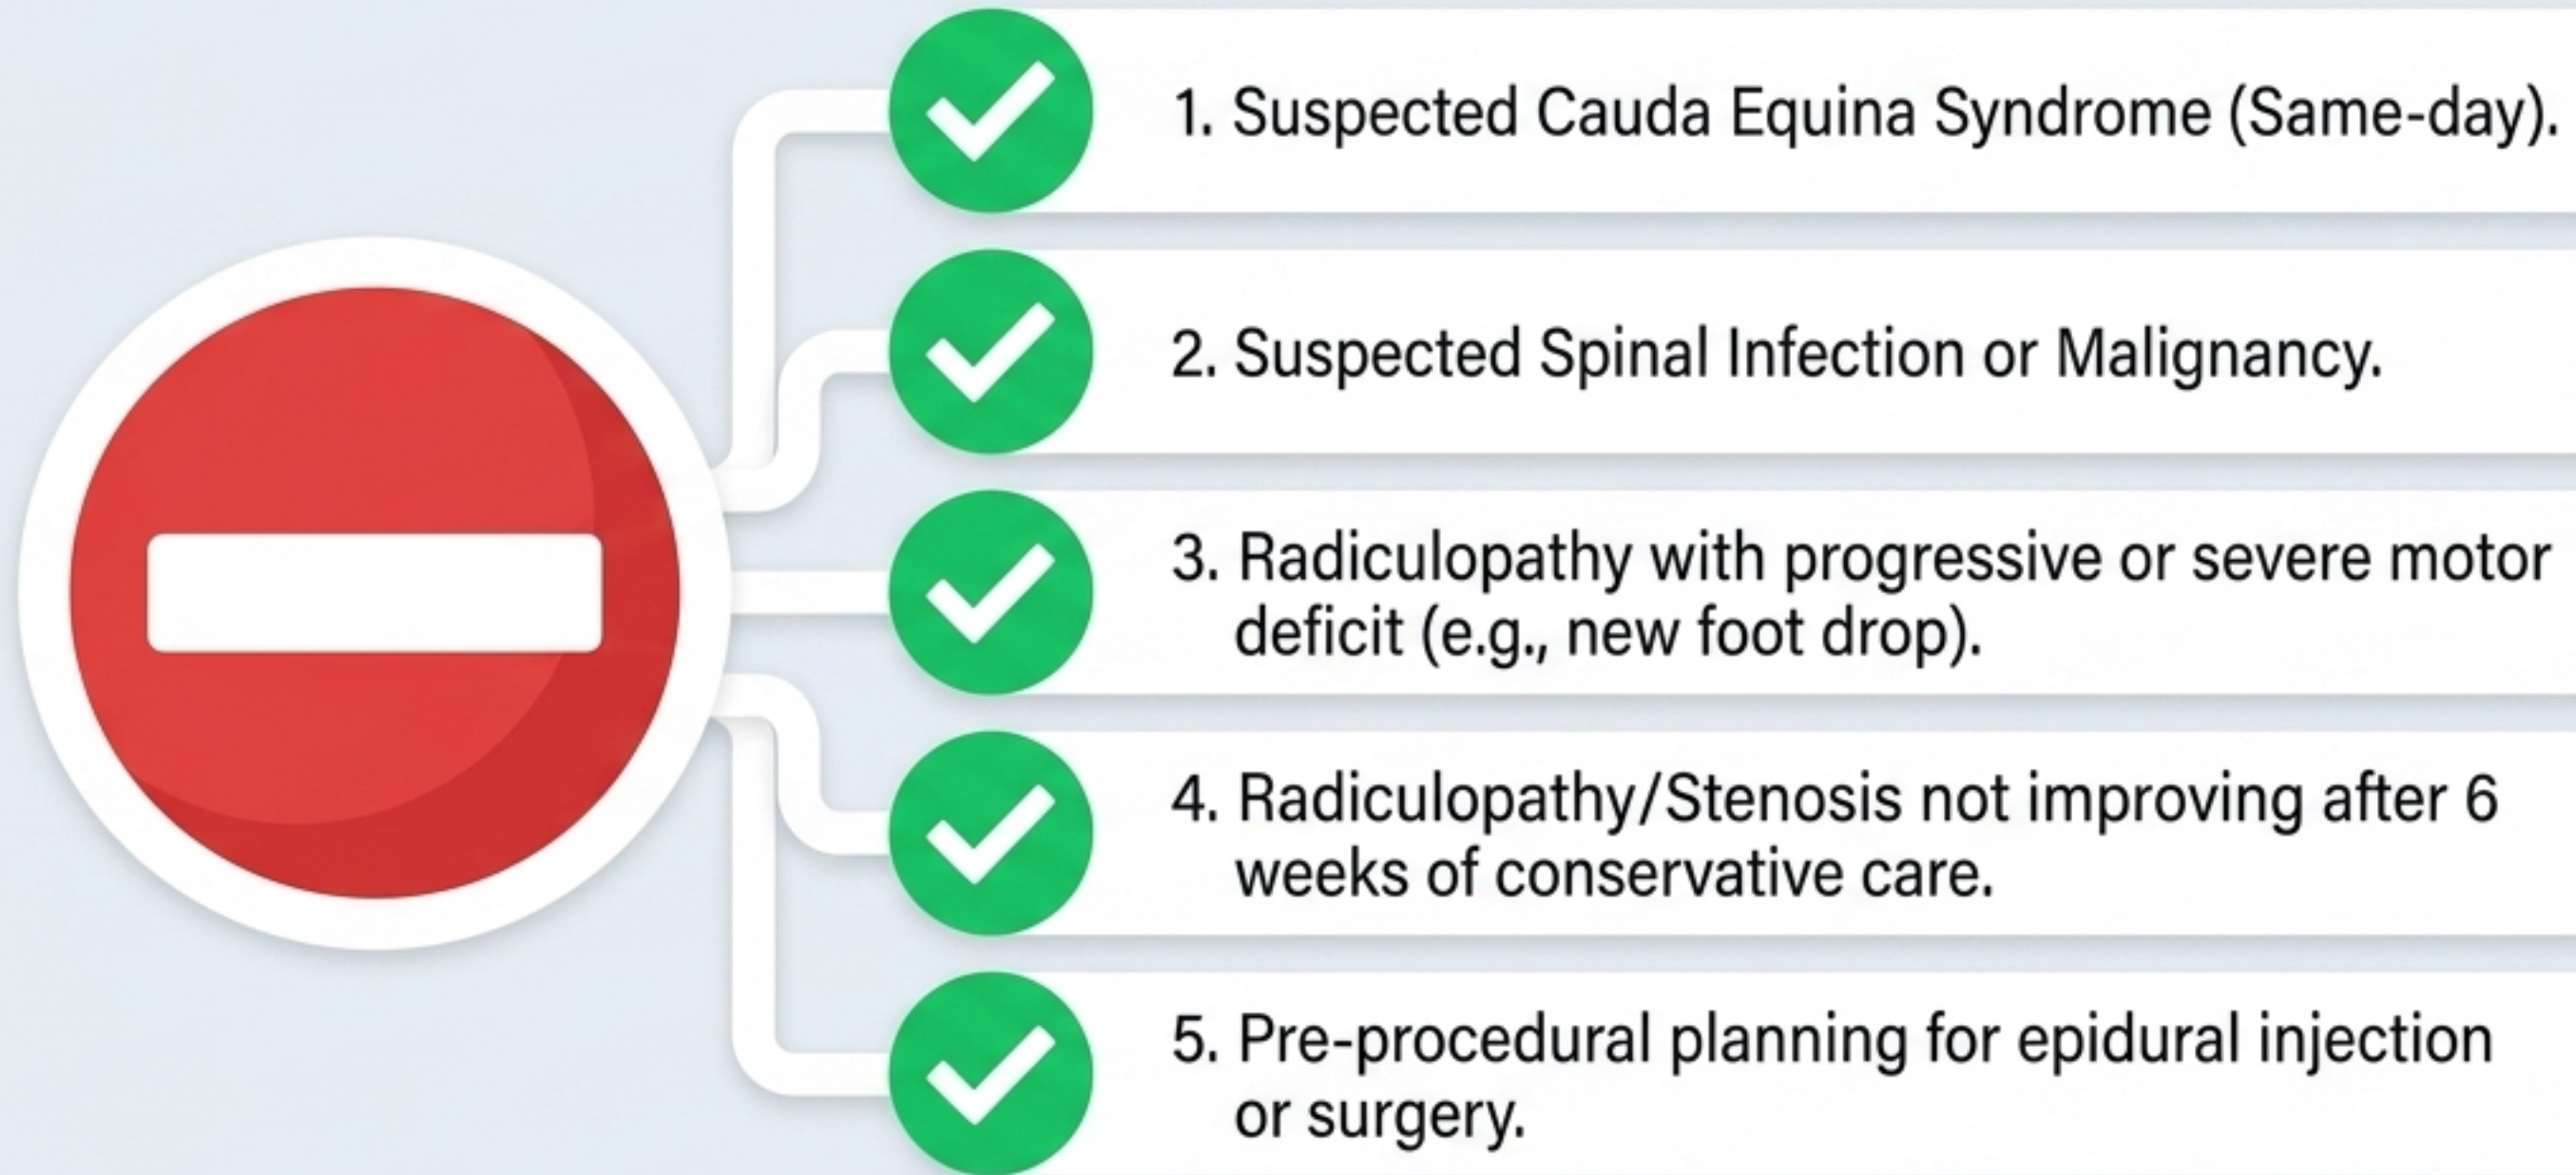 1. Suspected Cauda Equina Syndrome (Same-day).
2. Suspected Spinal Infection or Malignancy.
3. Radiculopathy with progressive or severe motor
deficit (e.g., new foot drop).
4. Radiculopathy/Stenosis not improving after 6
weeks of conservative care.
5. Pre-procedural planning for epidural injection
or surgery.